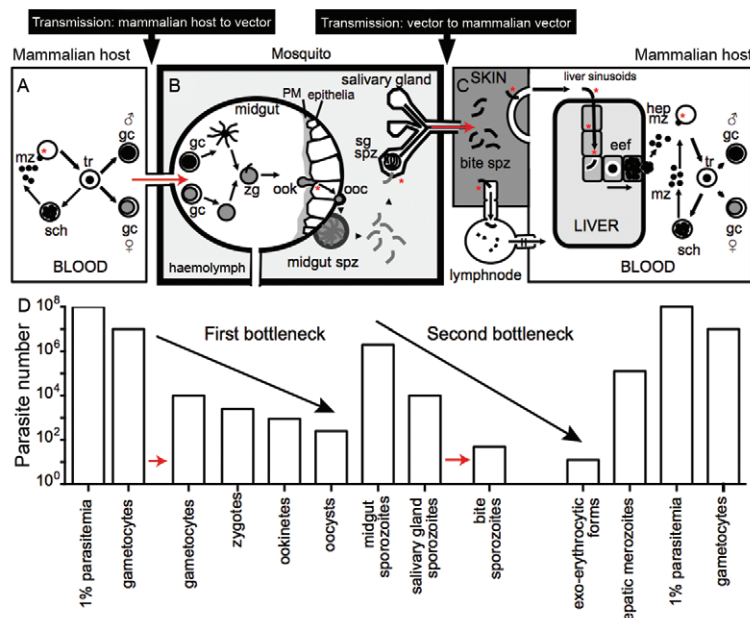 Transmission: mammalian host to vector
Transmission: vector to mammalian vector
Mammalian host
Mosquito
Mammalian host
A
♂
gc
mz
tr
sch
gc
♀
BLOOD
B
PM
epithelia
midgut
gc
gc
zg
ook
ooc
haemolymph
midgut spz
salivary gland
sg
spz
SKIN
C
bite spz
lymphnode
liver sinusoids
eef
LIVER
hep
mz
mz
tr
sch
♂
gc
gc
♀
BLOOD
D
Parasite number
10⁸
10⁶
10⁴
10²
10⁰
First bottleneck
Second bottleneck
1% parasitemia
gametocytes
gametocytes
zygotes
ookinetes
oocysts
midgut
sporozoites
salivary gland
sporozoites
bite
sporozoites
exo-erythrocytic
forms
epatic merozoites
1% parasitemia
gametocytes